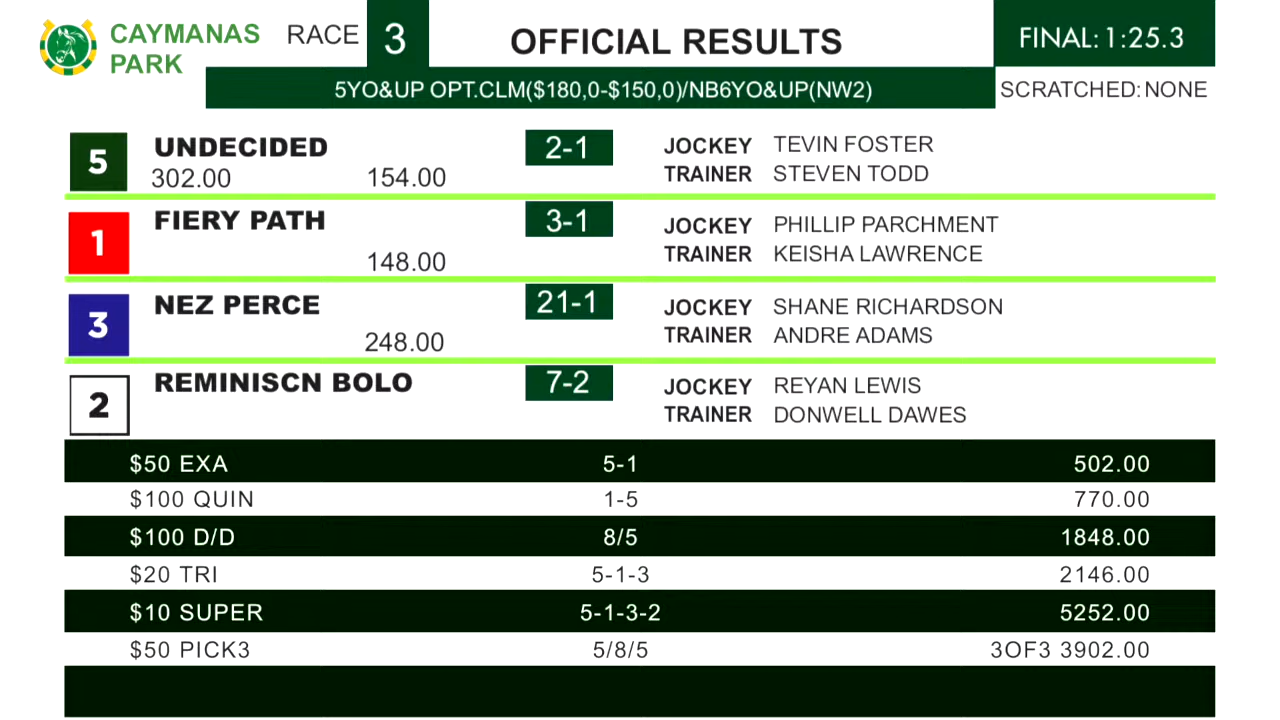 CAYMANAS PARK
RACE 3
OFFICIAL RESULTS
FINAL: 1:25.3
5YO&UP OPT.CLM($180,0-$150,0)/NB6YO&UP(NW2)
SCRATCHED: NONE
5 UNDECIDED 2-1 JOCKEY TEVIN FOSTER
302.00 154.00 TRAINER STEVEN TODD
1 FIERY PATH 3-1 JOCKEY PHILLIP PARCHMENT
148.00 TRAINER KEISHA LAWRENCE
3 NEZ PERCE 21-1 JOCKEY SHANE RICHARDSON
248.00 TRAINER ANDRE ADAMS
2 REMINISCN BOLO 7-2 JOCKEY REYAN LEWIS
TRAINER DONWELL DAWES
$50 EXA 5-1 502.00
$100 QUIN 1-5 770.00
$100 D/D 8/5 1848.00
$20 TRI 5-1-3 2146.00
$10 SUPER 5-1-3-2 5252.00
$50 PICK3 5/8/5 3OF3 3902.00